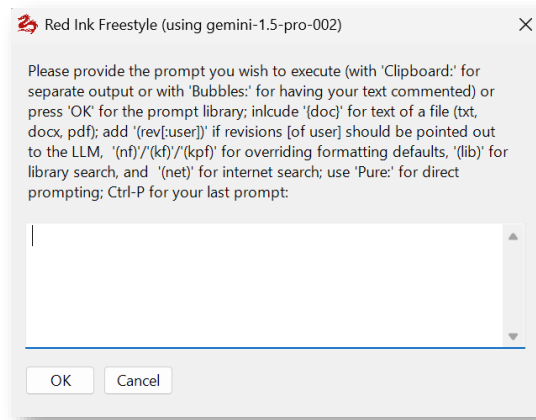 Red Ink Freestyle (using gemini-1.5-pro-002)
Please provide the prompt you wish to execute (with 'Clipboard:' for
separate output or with 'Bubbles:' for having your text commented) or
press 'OK' for the prompt library; inlcude '{doc}' for text of a file (txt,
docx, pdf); add '(rev[:user])' if revisions [of user] should be pointed out
to the LLM,  '(nf)'/'(kf)'/'(kpf)' for overriding formatting defaults, '(lib)' for
library search, and  '(net)' for internet search; use 'Pure:' for direct
prompting; Ctrl-P for your last prompt:
OK Cancel